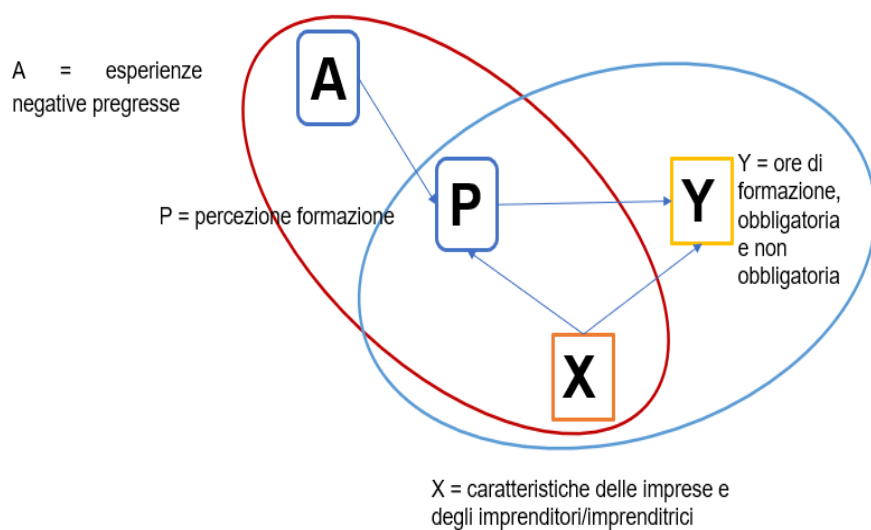 A = esperienze
negative pregresse
A
P = percezione formazione
P
Y
Y = ore di
formazione,
obbligatoria
e non
obbligatoria
X
X = caratteristiche delle imprese e
degli imprenditori/imprenditrici